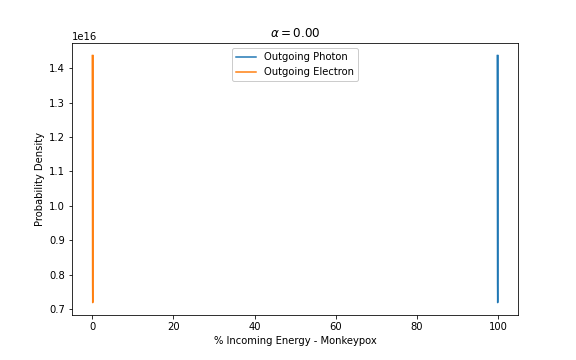 α = 0.00
1e16
Outgoing Photon
Outgoing Electron
1.4
1.3
1.2
1.1
1.0
0.9
0.8
0.7
Probability Density
0 20 40 60 80 100
% Incoming Energy - Monkeypox